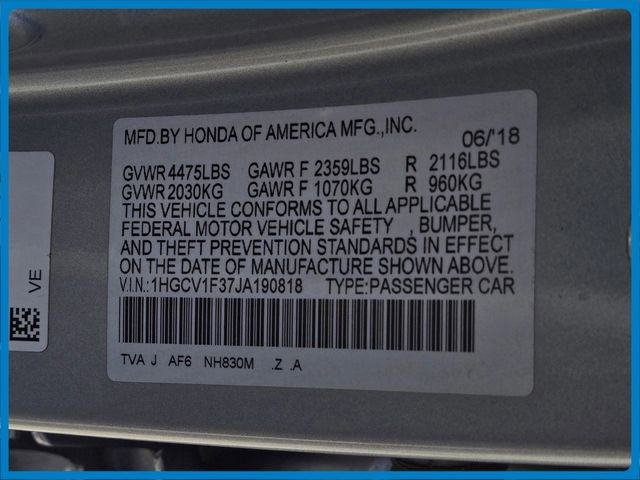 MFD.BY HONDA OF AMERICA MFG.,INC. 06/'18
GVWR 4475LBS GAWR F 2359LBS R 2116LBS
GVWR 2030KG GAWR F 1070KG R 960KG
THIS VEHICLE CONFORMS TO ALL APPLICABLE
FEDERAL MOTOR VEHICLE SAFETY , BUMPER,
AND THEFT PREVENTION STANDARDS IN EFFECT
ON THE DATE OF MANUFACTURE SHOWN ABOVE.
V.I.N.:1HGCV1F37JA190818 TYPE:PASSENGER CAR
TVA J AF6 NH830M .Z .A
VE